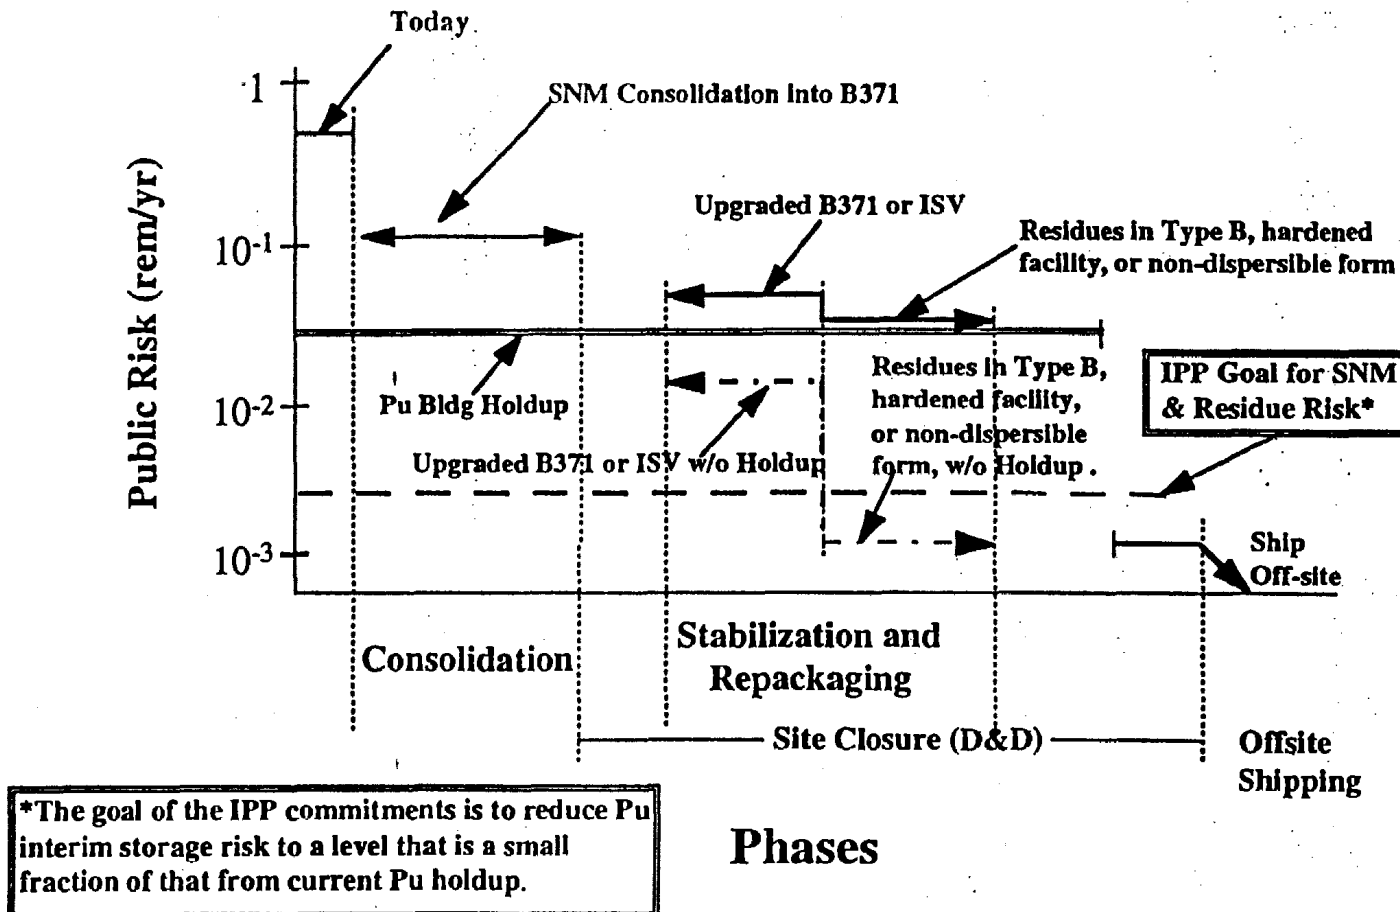 Today
1
SNM Consolidation into B371
Public Risk (rem/yr)
Upgraded B371 or ISV
Residues in Type B, hardened
facility, or non-dispersible form
10-1
Pu Bldg Holdup
Residues in Type B,
hardened facility,
or non-dispersible
form, w/o Holdup .
IPP Goal for SNM
& Residue Risk*
10-2
Upgraded B371 or ISV w/o Holdup
10-3
Ship
Off-site
Consolidation
Stabilization and
Repackaging
Site Closure (D&D)
Offsite
Shipping
*The goal of the IPP commitments is to reduce Pu
interim storage risk to a level that is a small
fraction of that from current Pu holdup.
Phases